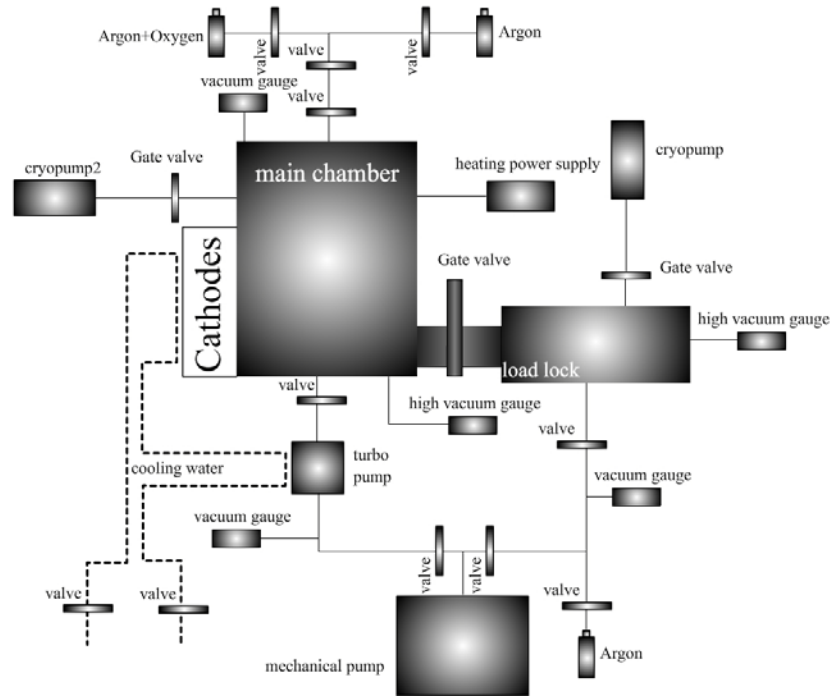 Argon+Oxygen
valve
valve
valve
Argon
vacuum gauge
valve
Gate valve
cryopump2
main chamber
heating power supply
cryopump
Cathodes
Gate valve
Gate valve
high vacuum gauge
load lock
valve
high vacuum gauge
valve
turbo
pump
cooling water
vacuum gauge
vacuum gauge
valve
valve
valve
valve
valve
mechanical pump
Argon